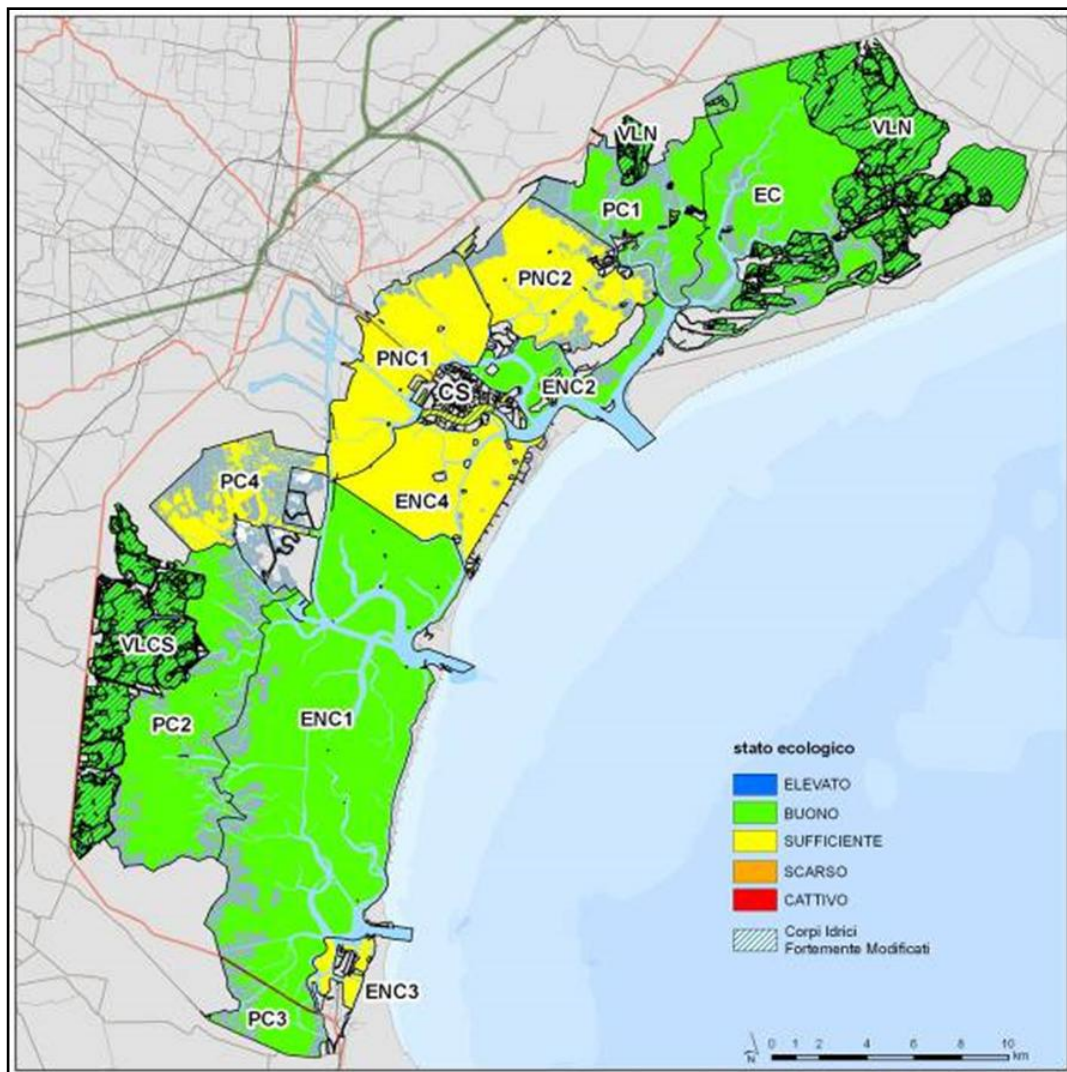 VLN
VLN
EC
PC1
PNC2
PNC1
CS
ENC2
PC4
ENC4
VLCS
PC2
ENC1
ENC3
PC3
stato ecologico
ELEVATO
BUONO
SUFFICIENTE
SCARSO
CATTIVO
Corpi Idrici
Fortemente Modificati
N
0 1 2 4 6 8 10
km